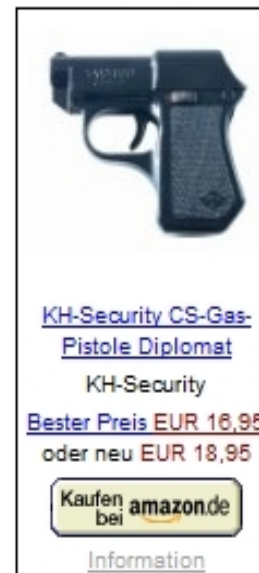 KH-Security CS-Gas-
Pistole Diplomat
KH-Security
Bester Preis EUR 16,95
oder neu EUR 18,95
Kaufen
bei amazon.de
Information